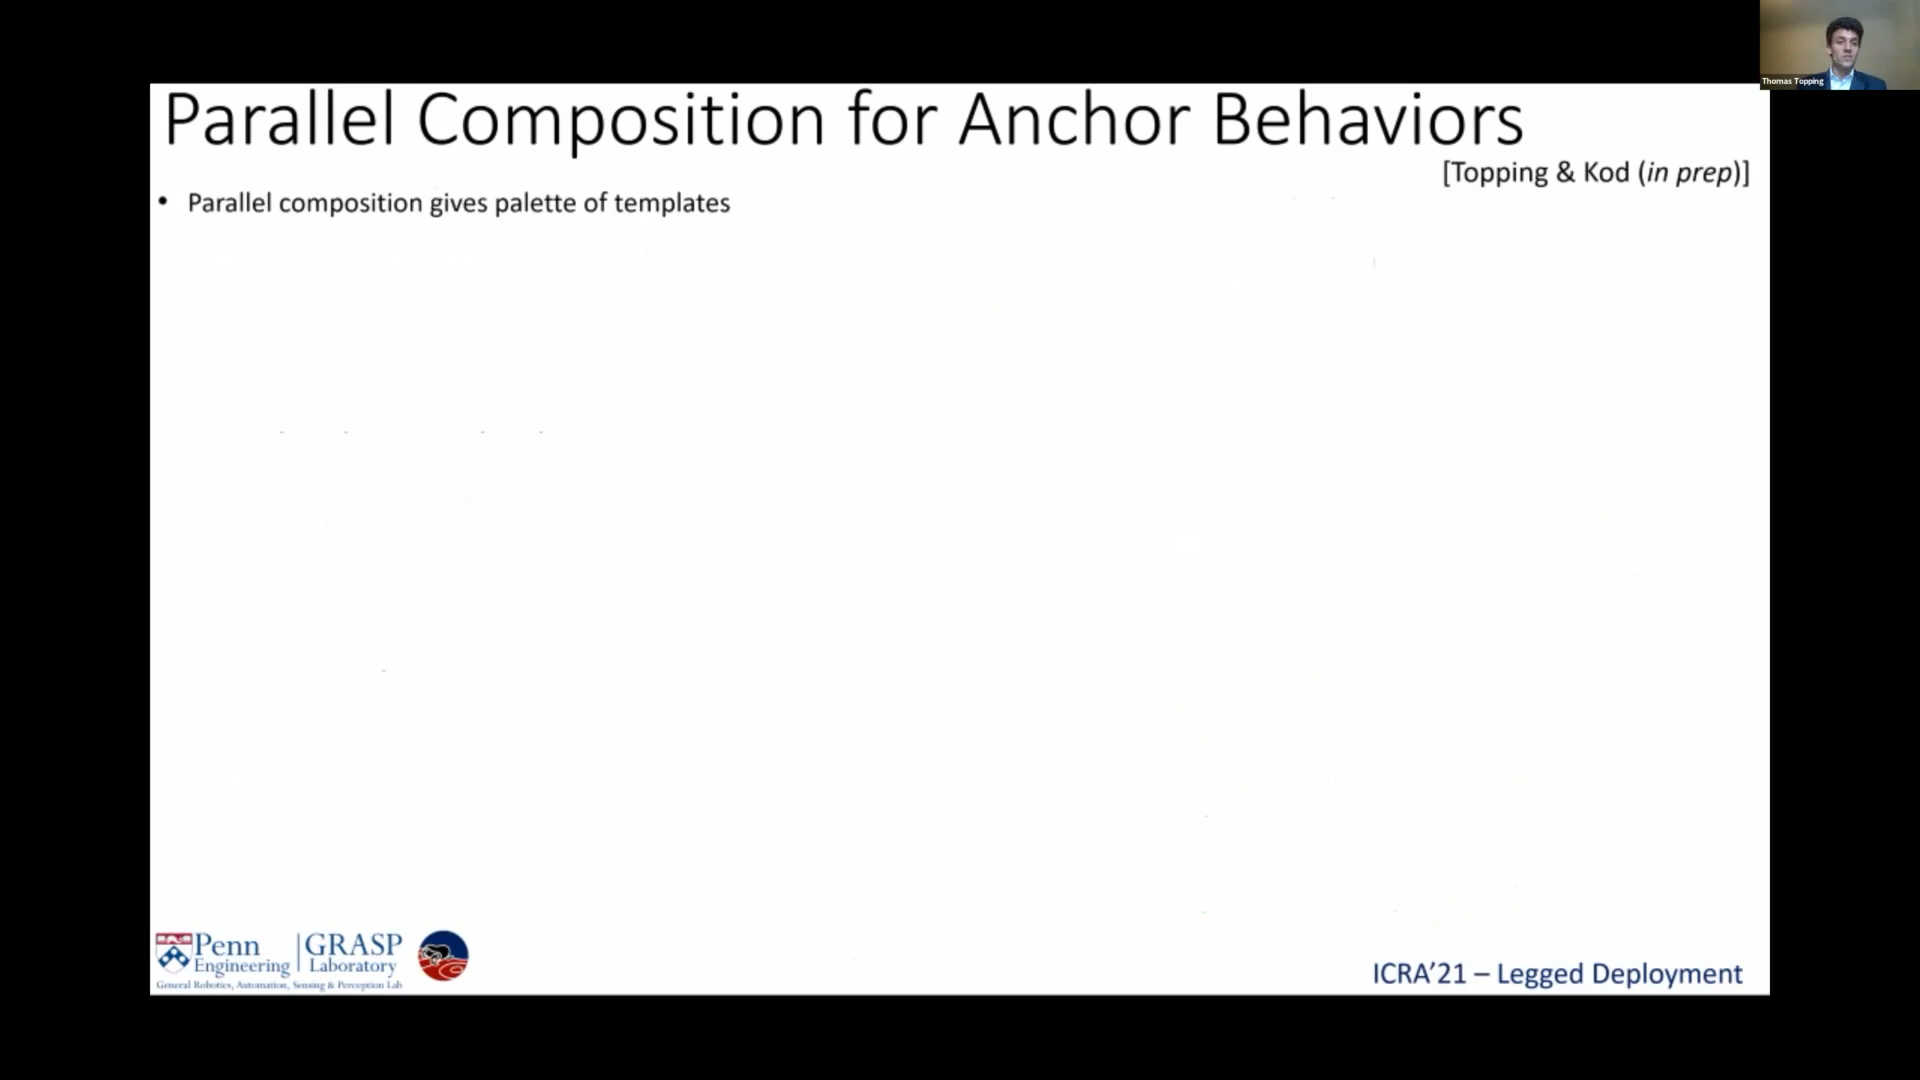 Thomas Topping
Parallel Composition for Anchor Behaviors
[Topping & Kod (in prep)]
• Parallel composition gives palette of templates
Penn
Engineering
GRASP
Laboratory
General Robotics, Automation, Sensing & Perception Lab
ICRA’21 – Legged Deployment